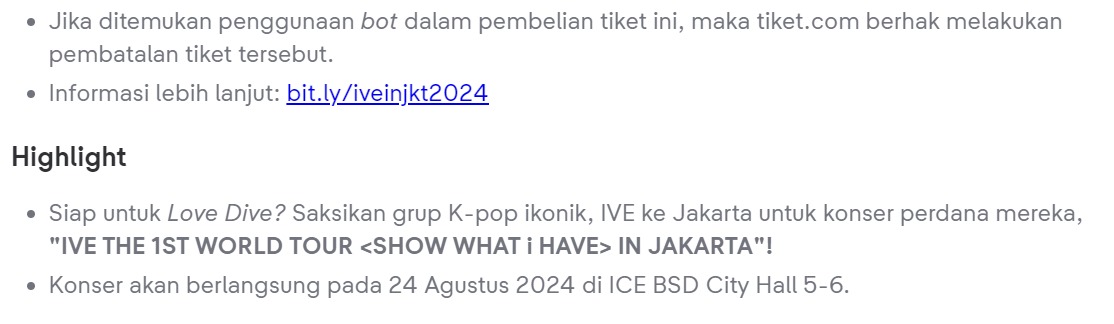 • Jika ditemukan penggunaan bot dalam pembelian tiket ini, maka tiket.com berhak melakukan
pembatalan tiket tersebut.
• Informasi lebih lanjut: bit.ly/iveinjkt2024
Highlight
• Siap untuk Love Dive? Saksikan grup K-pop ikonik, IVE ke Jakarta untuk konser perdana mereka,
"IVE THE 1ST WORLD TOUR <SHOW WHAT i HAVE> IN JAKARTA"!
• Konser akan berlangsung pada 24 Agustus 2024 di ICE BSD City Hall 5-6.